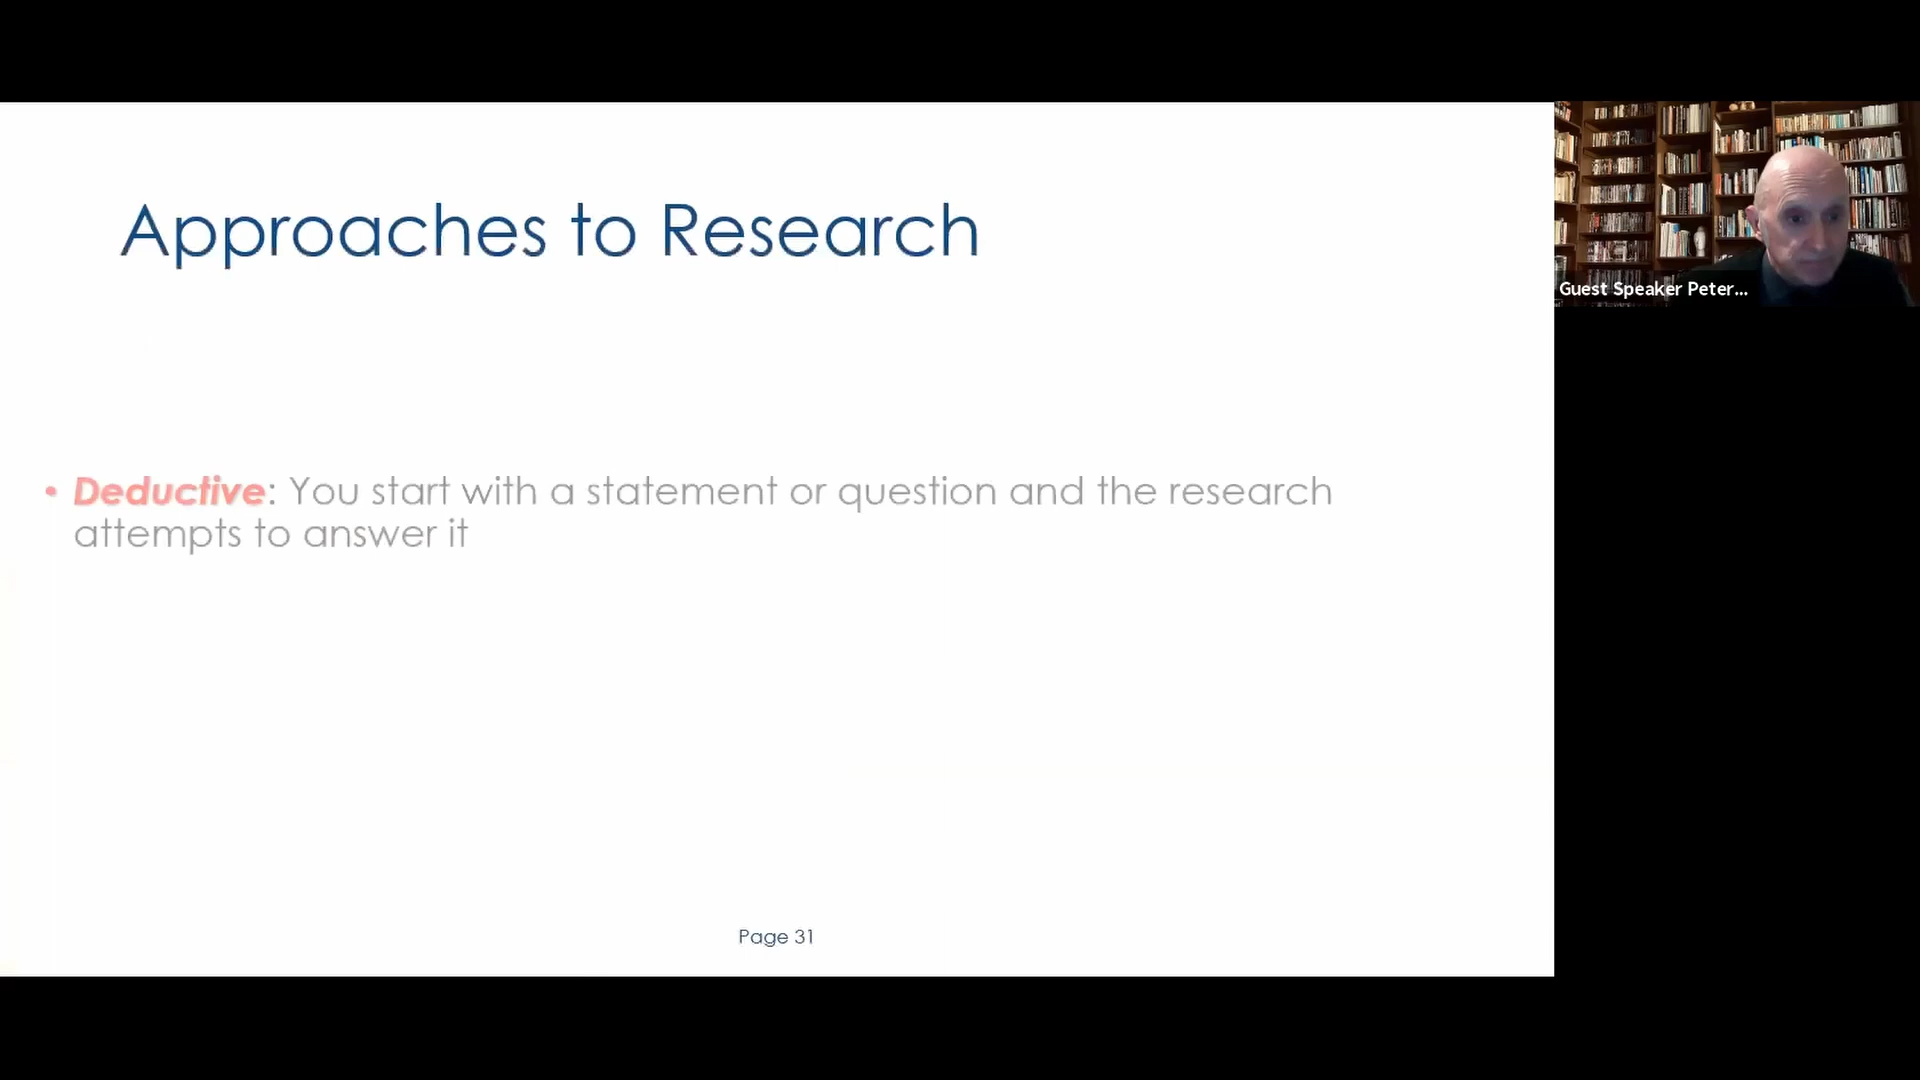 Approaches to Research
Guest Speaker Peter...
• Deductive: You start with a statement or question and the research
attempts to answer it
Page 31